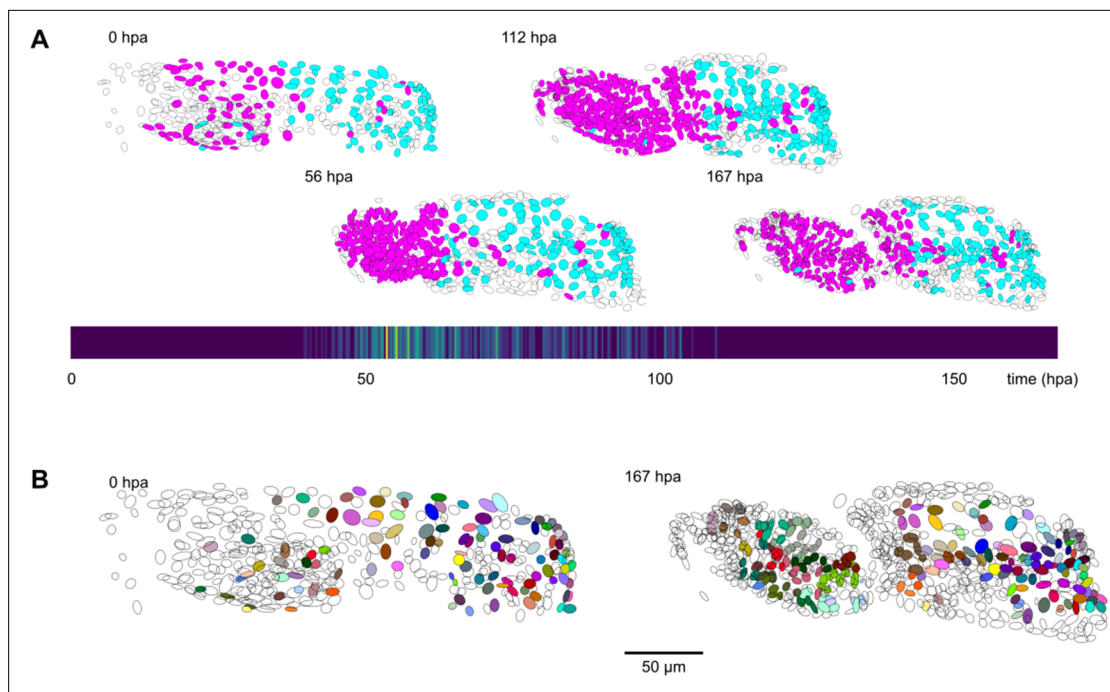 A
0 hpa
112 hpa
56 hpa
167 hpa
0
50
100
150
time (hpa)
B
0 hpa
167 hpa
50 µm